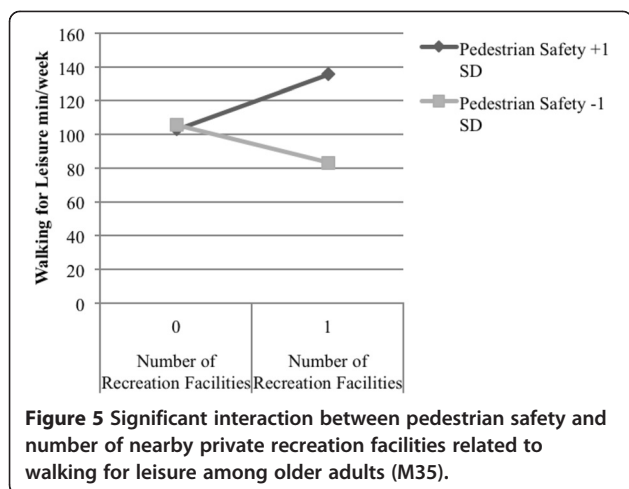 160
140
120
100
80
60
40
20
0
Walking for Leisure min/week
Pedestrian Safety +1
SD
Pedestrian Safety -1
SD
0
1
Number of
Recreation Facilities
Number of
Recreation Facilities
Figure 5 Significant interaction between pedestrian safety and
number of nearby private recreation facilities related to
walking for leisure among older adults (M35).